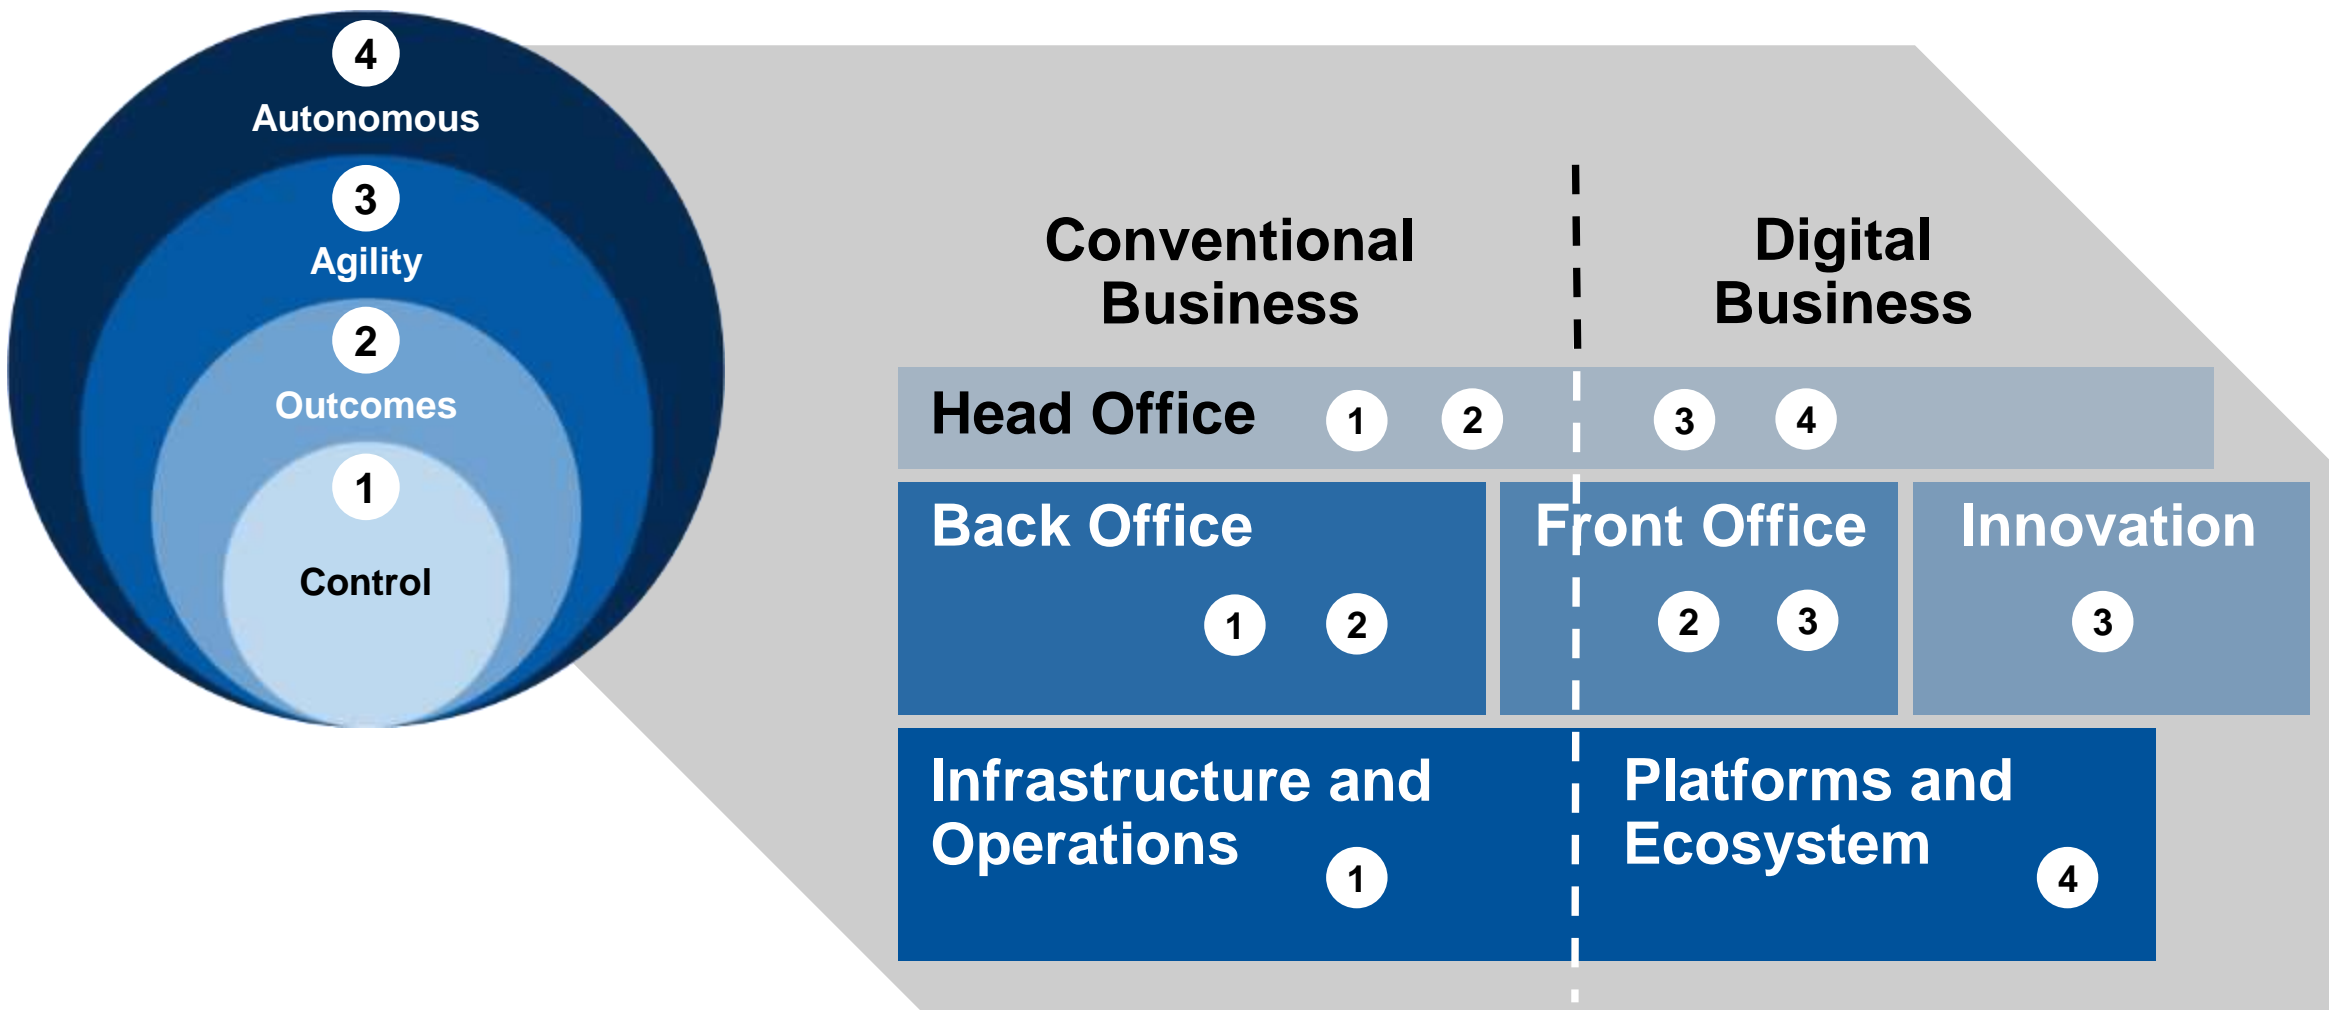 4
Autonomous
3
Agility
2
Outcomes
1
Control
Conventional
Business
Digital
Business
Head Office 1 2 3 4
Back Office
1 2
Front Office
2 3
Innovation
3
Infrastructure and
Operations
1
Platforms and
Ecosystem
4